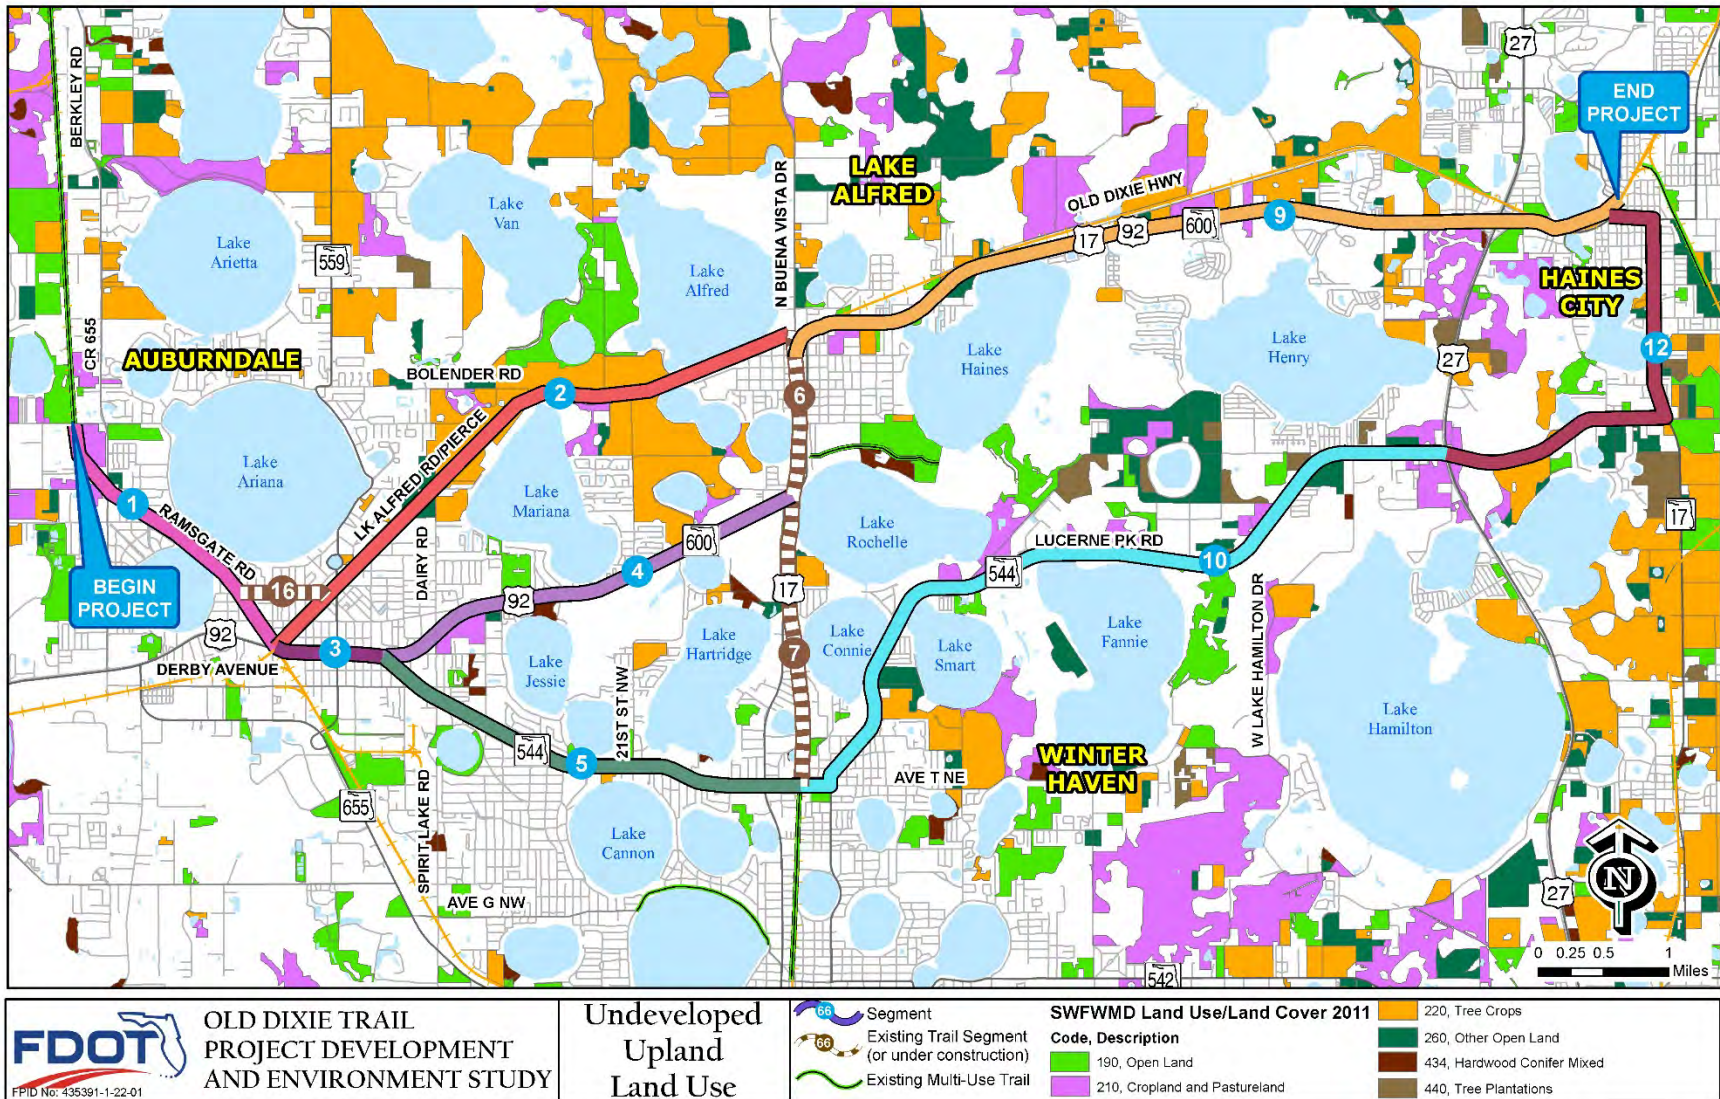 BERKLEY RD
27
END
PROJECT
N BUENA VISTA DR
LAKE
ALFRED
OLD DIXIE HWY
Lake
Van
Lake
Arietta
559
17
92
600
9
Lake
Alfred
HAINES
CITY
CR 655
AUBURNDALE
BOLENDER RD
2
Lake
Haines
Lake
Henry
27
12
6
LK ALFRED RD/PIERCE
Lake
Ariana
1
RAMSGATE RD
Lake
Mariana
DAIRY RD
600
4
Lake
Rochelle
LUCERNE PK RD
544
10
17
BEGIN
PROJECT
16
92
17
92
3
DERBY AVENUE
Lake
Jessie
21ST ST NW
Lake
Hartridge
7
Lake
Connie
Lake
Smart
Lake
Fannie
W LAKE HAMILTON DR
Lake
Hamilton
544
5
WINTER
HAVEN
AVE T NE
655
SPIRIT LAKE RD
Lake
Cannon
AVE G NW
27
N
542
0 0.25 0.5 1
Miles
FDOT
FPID No: 435391-1-22-01
OLD DIXIE TRAIL
PROJECT DEVELOPMENT
AND ENVIRONMENT STUDY
Undeveloped
Upland
Land Use
66 Segment
66 Existing Trail Segment
(or under construction)
Existing Multi-Use Trail
SWFWMD Land Use/Land Cover 2011
Code, Description
190, Open Land
210, Cropland and Pastureland
220, Tree Crops
260, Other Open Land
434, Hardwood Conifer Mixed
440, Tree Plantations